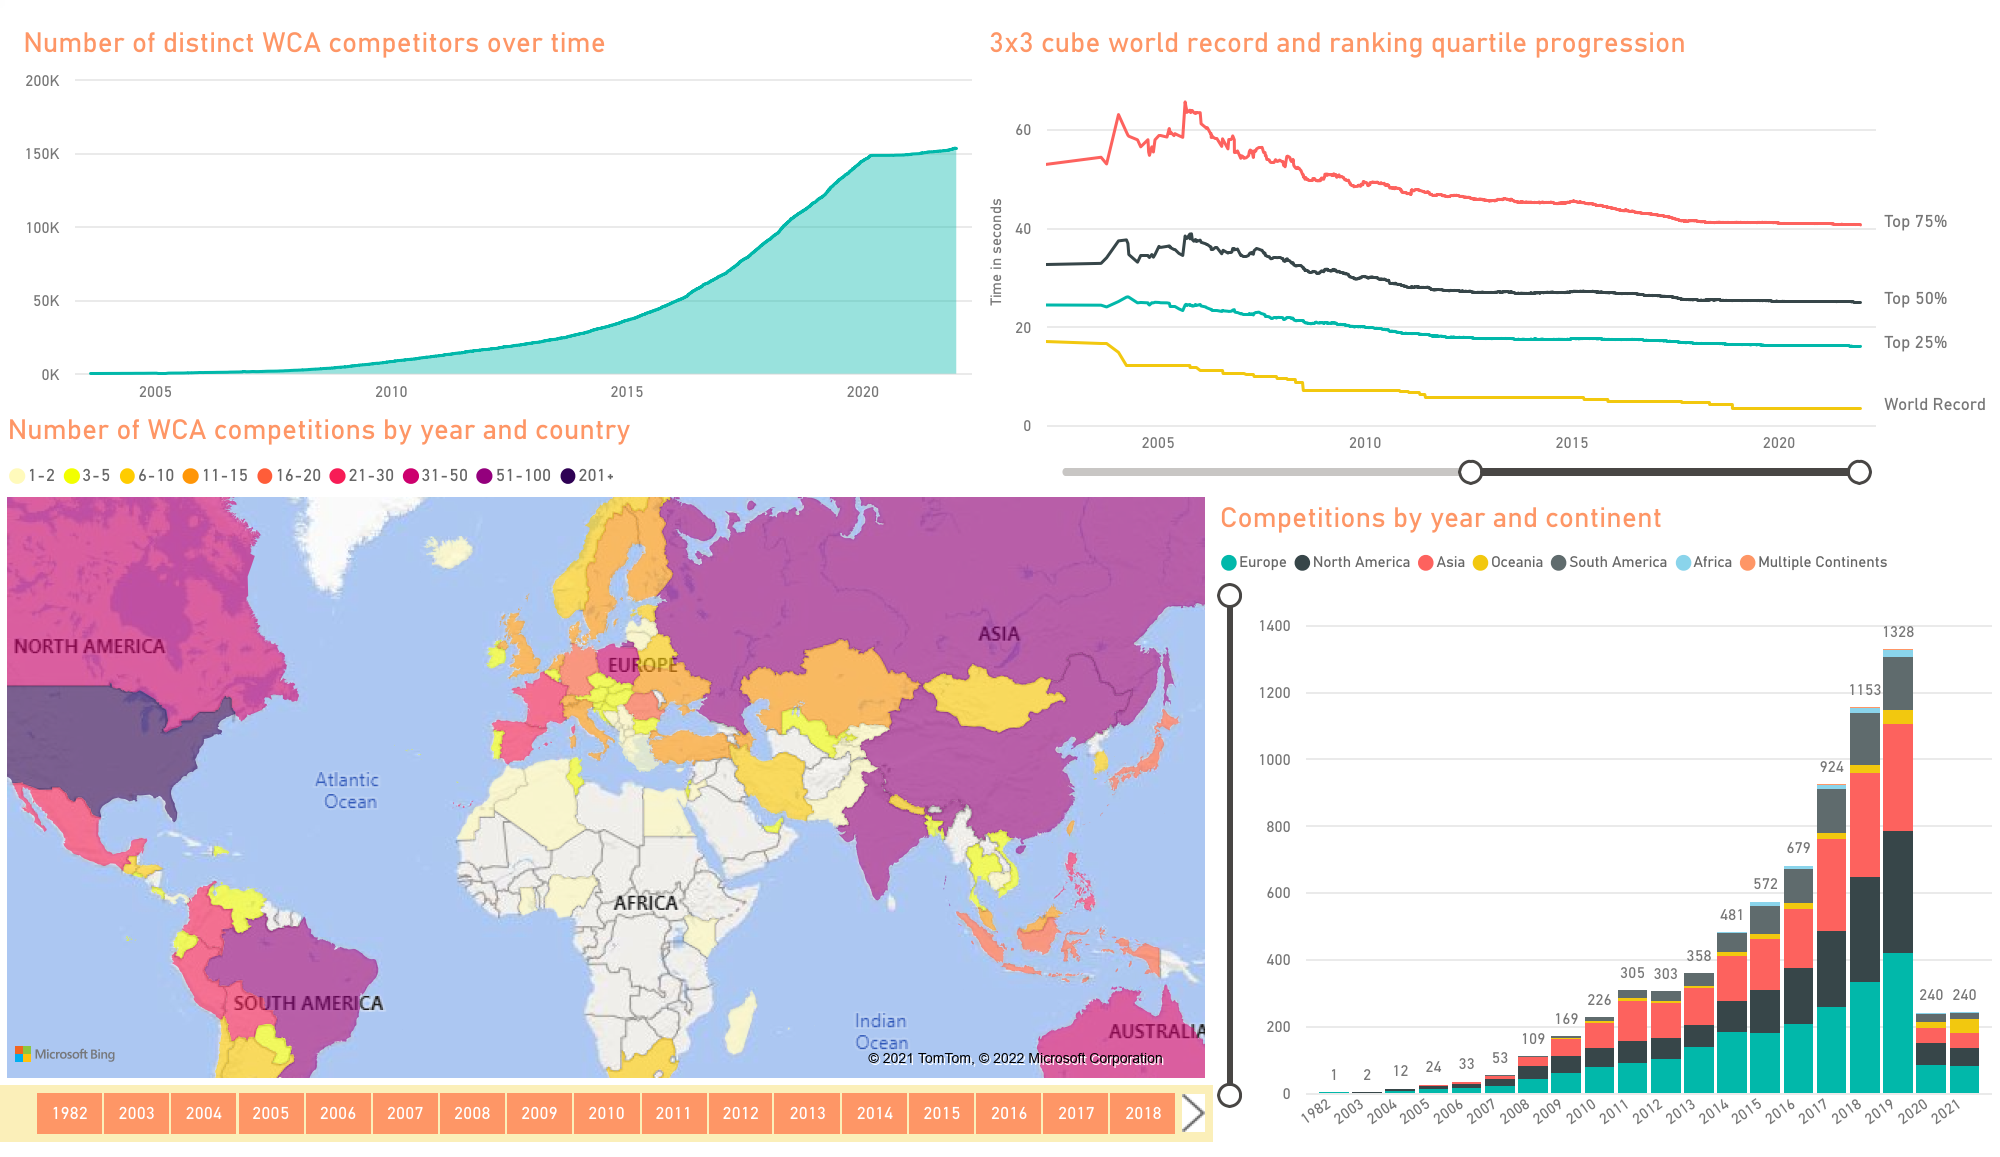 Number of distinct WCA competitors over time
200K
150K
100K
50K
0K
2005 2010 2015 2020
3x3 cube world record and ranking quartile progression
Time in seconds
60
40
20
0
Top 75%
Top 50%
Top 25%
World Record
2005 2010 2015 2020
Number of WCA competitions by year and country
1-2 3-5 6-10 11-15 16-20 21-30 31-50 51-100 201+
NORTH AMERICA
ASIA
EUROPE
Atlantic
Ocean
AFRICA
SOUTH AMERICA
Indian
Ocean
AUSTRALIA
Microsoft Bing
© 2021 TomTom, © 2022 Microsoft Corporation
1982 2003 2004 2005 2006 2007 2008 2009 2010 2011 2012 2013 2014 2015 2016 2017 2018
Competitions by year and continent
Europe North America Asia Oceania South America Africa Multiple Continents
1400
1200
1000
800
600
400
200
0
1 2 12 24 33 53 109 169 226 305 303 358 481 572 679 924 1153 1328 240 240
1982 2003 2004 2005 2006 2007 2008 2009 2010 2011 2012 2013 2014 2015 2016 2017 2018 2019 2020 2021